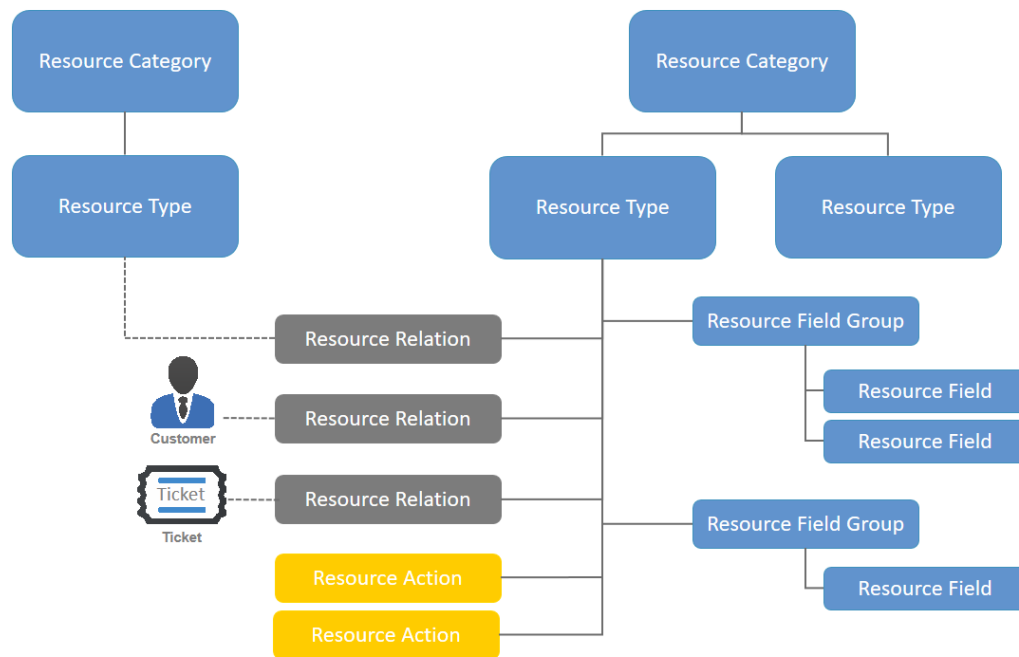 Resource Category
Resource Category
Resource Type
Resource Type
Resource Type
Resource Relation
Resource Field Group
Resource Field
Resource Relation
Customer
Resource Field
Resource Relation
Ticket
Ticket
Resource Field Group
Resource Action
Resource Field
Resource Action